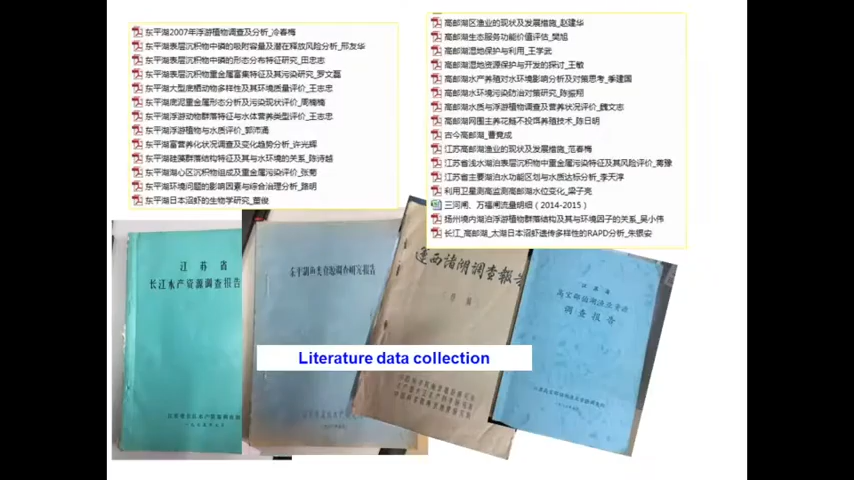 东平湖2007年浮游植物调查及分析_冷春梅
东平湖表层沉积物中磷的吸附容量及潜在释放风险分析_邢友华
东平湖表层沉积物中磷的形态分布特征研究_田志志
东平湖表层沉积物重金属富集特征及其污染研究_罗文磊
东平湖大型底栖动物多样性及其环境质量评价_王志忠
东平湖底泥重金属形态分析及污染现状评价_周楠楠
东平湖浮游动物群落特征与水体营养类型评价_王志忠
东平湖浮游植物与水质评价_郭沛涌
东平湖富营养化状况调查及变化趋势分析_许光辉
东平湖硅藻群落结构特征及其与水环境的关系_陈诗越
东平湖湖心区沉积物组成及重金属污染评价_张菊
东平湖环境问题的影响因素与综合治理分析_路明
东平湖日本沼虾的生物学研究_董俊
高邮湖区渔业的现状及发展措施_赵建华
高邮湖生态服务功能价值评估_樊旭
高邮湖湿地保护与利用_王学武
高邮湖湿地资源保护与开发的探讨_王敏
高邮湖水产养殖对水环境影响分析及对策思考_季建国
高邮湖水环境污染防治对策研究_陈鉴翔
高邮湖水质与浮游植物调查及营养状况评价_魏文志
高邮湖网围主养花鲢不投饵养殖技术_陈日明
古今高邮湖_曹竟成
江苏高邮湖渔业的现状及发展措施_范春梅
江苏省浅水湖泊表层沉积物中重金属污染特征及其风险评价
江苏省主要湖泊水功能区划与水质达标分析_李天淳
利用卫星测高监测高邮湖水位变化_梁子亮
三河闸、万福闸流量明细（2014-2015）
扬州境内湖泊浮游植物群落结构及其与环境因子的关系_吴小伟
长江_高邮湖_太湖日本沼虾遗传多样性的RAPD分析_朱银安
江苏省
长江水产资源调查报告
东平湖鱼类资源调查研究报告
西诸湖调查報告
调查报告
Literature data collection